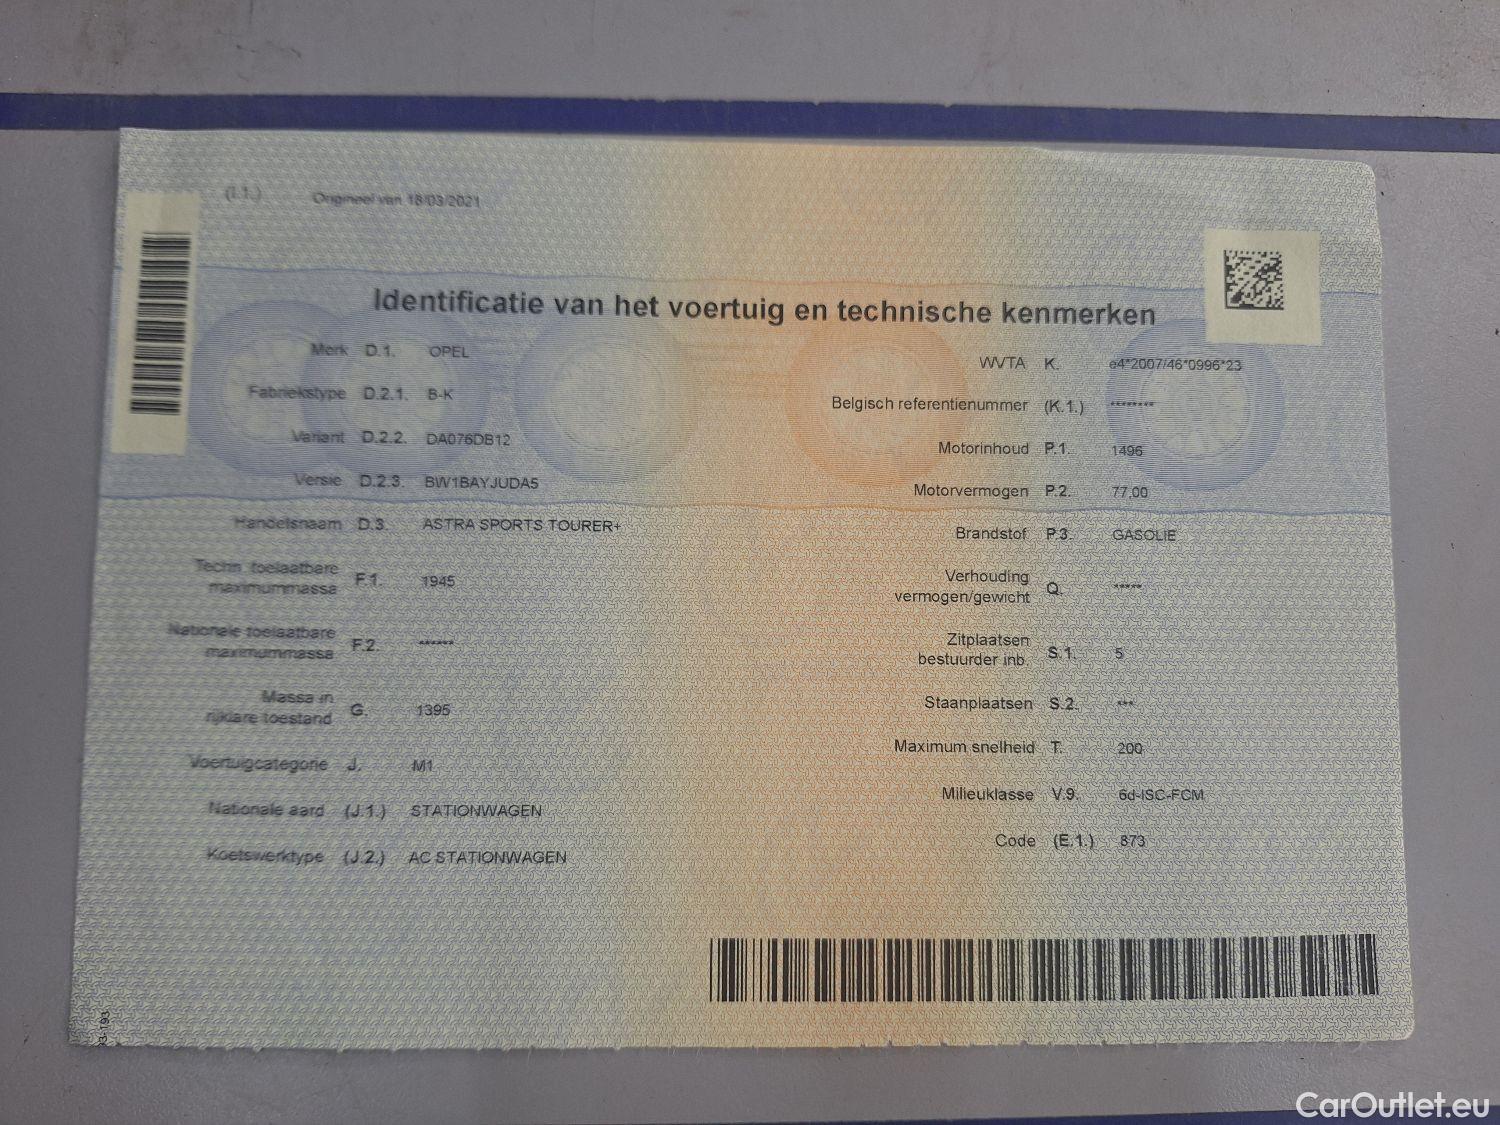 (I.1.) Origineel van 18/03/2021
Identificatie van het voertuig en technische kenmerken
Merk D.1. OPEL
Fabriekstype D.2.1. B-K
Variant D.2.2. DA076DB12
Versie D.2.3. BW1BAYJUDA5
Handelsnaam D.3. ASTRA SPORTS TOURER+
Techn. toelaatbare
maximummassa F.1. 1945
Nationale toelaatbare
maximummassa F.2. ******
Massa in
rijklare toestand G. 1395
Voertuigcategorie J. M1
Nationale aard (J.1.) STATIONWAGEN
Koetswerktype (J.2.) AC STATIONWAGEN
WVTA K. e4*2007/46*0996*23
Belgisch referentienummer (K.1.) ********
Motorinhoud P.1. 1496
Motorvermogen P.2. 77,00
Brandstof P.3. GASOLIE
Verhouding
vermogen/gewicht Q. *****
Zitplaatsen
bestuurder inb. S.1. 5
Staanplaatsen S.2. ***
Maximum snelheid T. 200
Milieuklasse V.9. 6d-ISC-FCM
Code (E.1.) 873
CarOutlet.eu